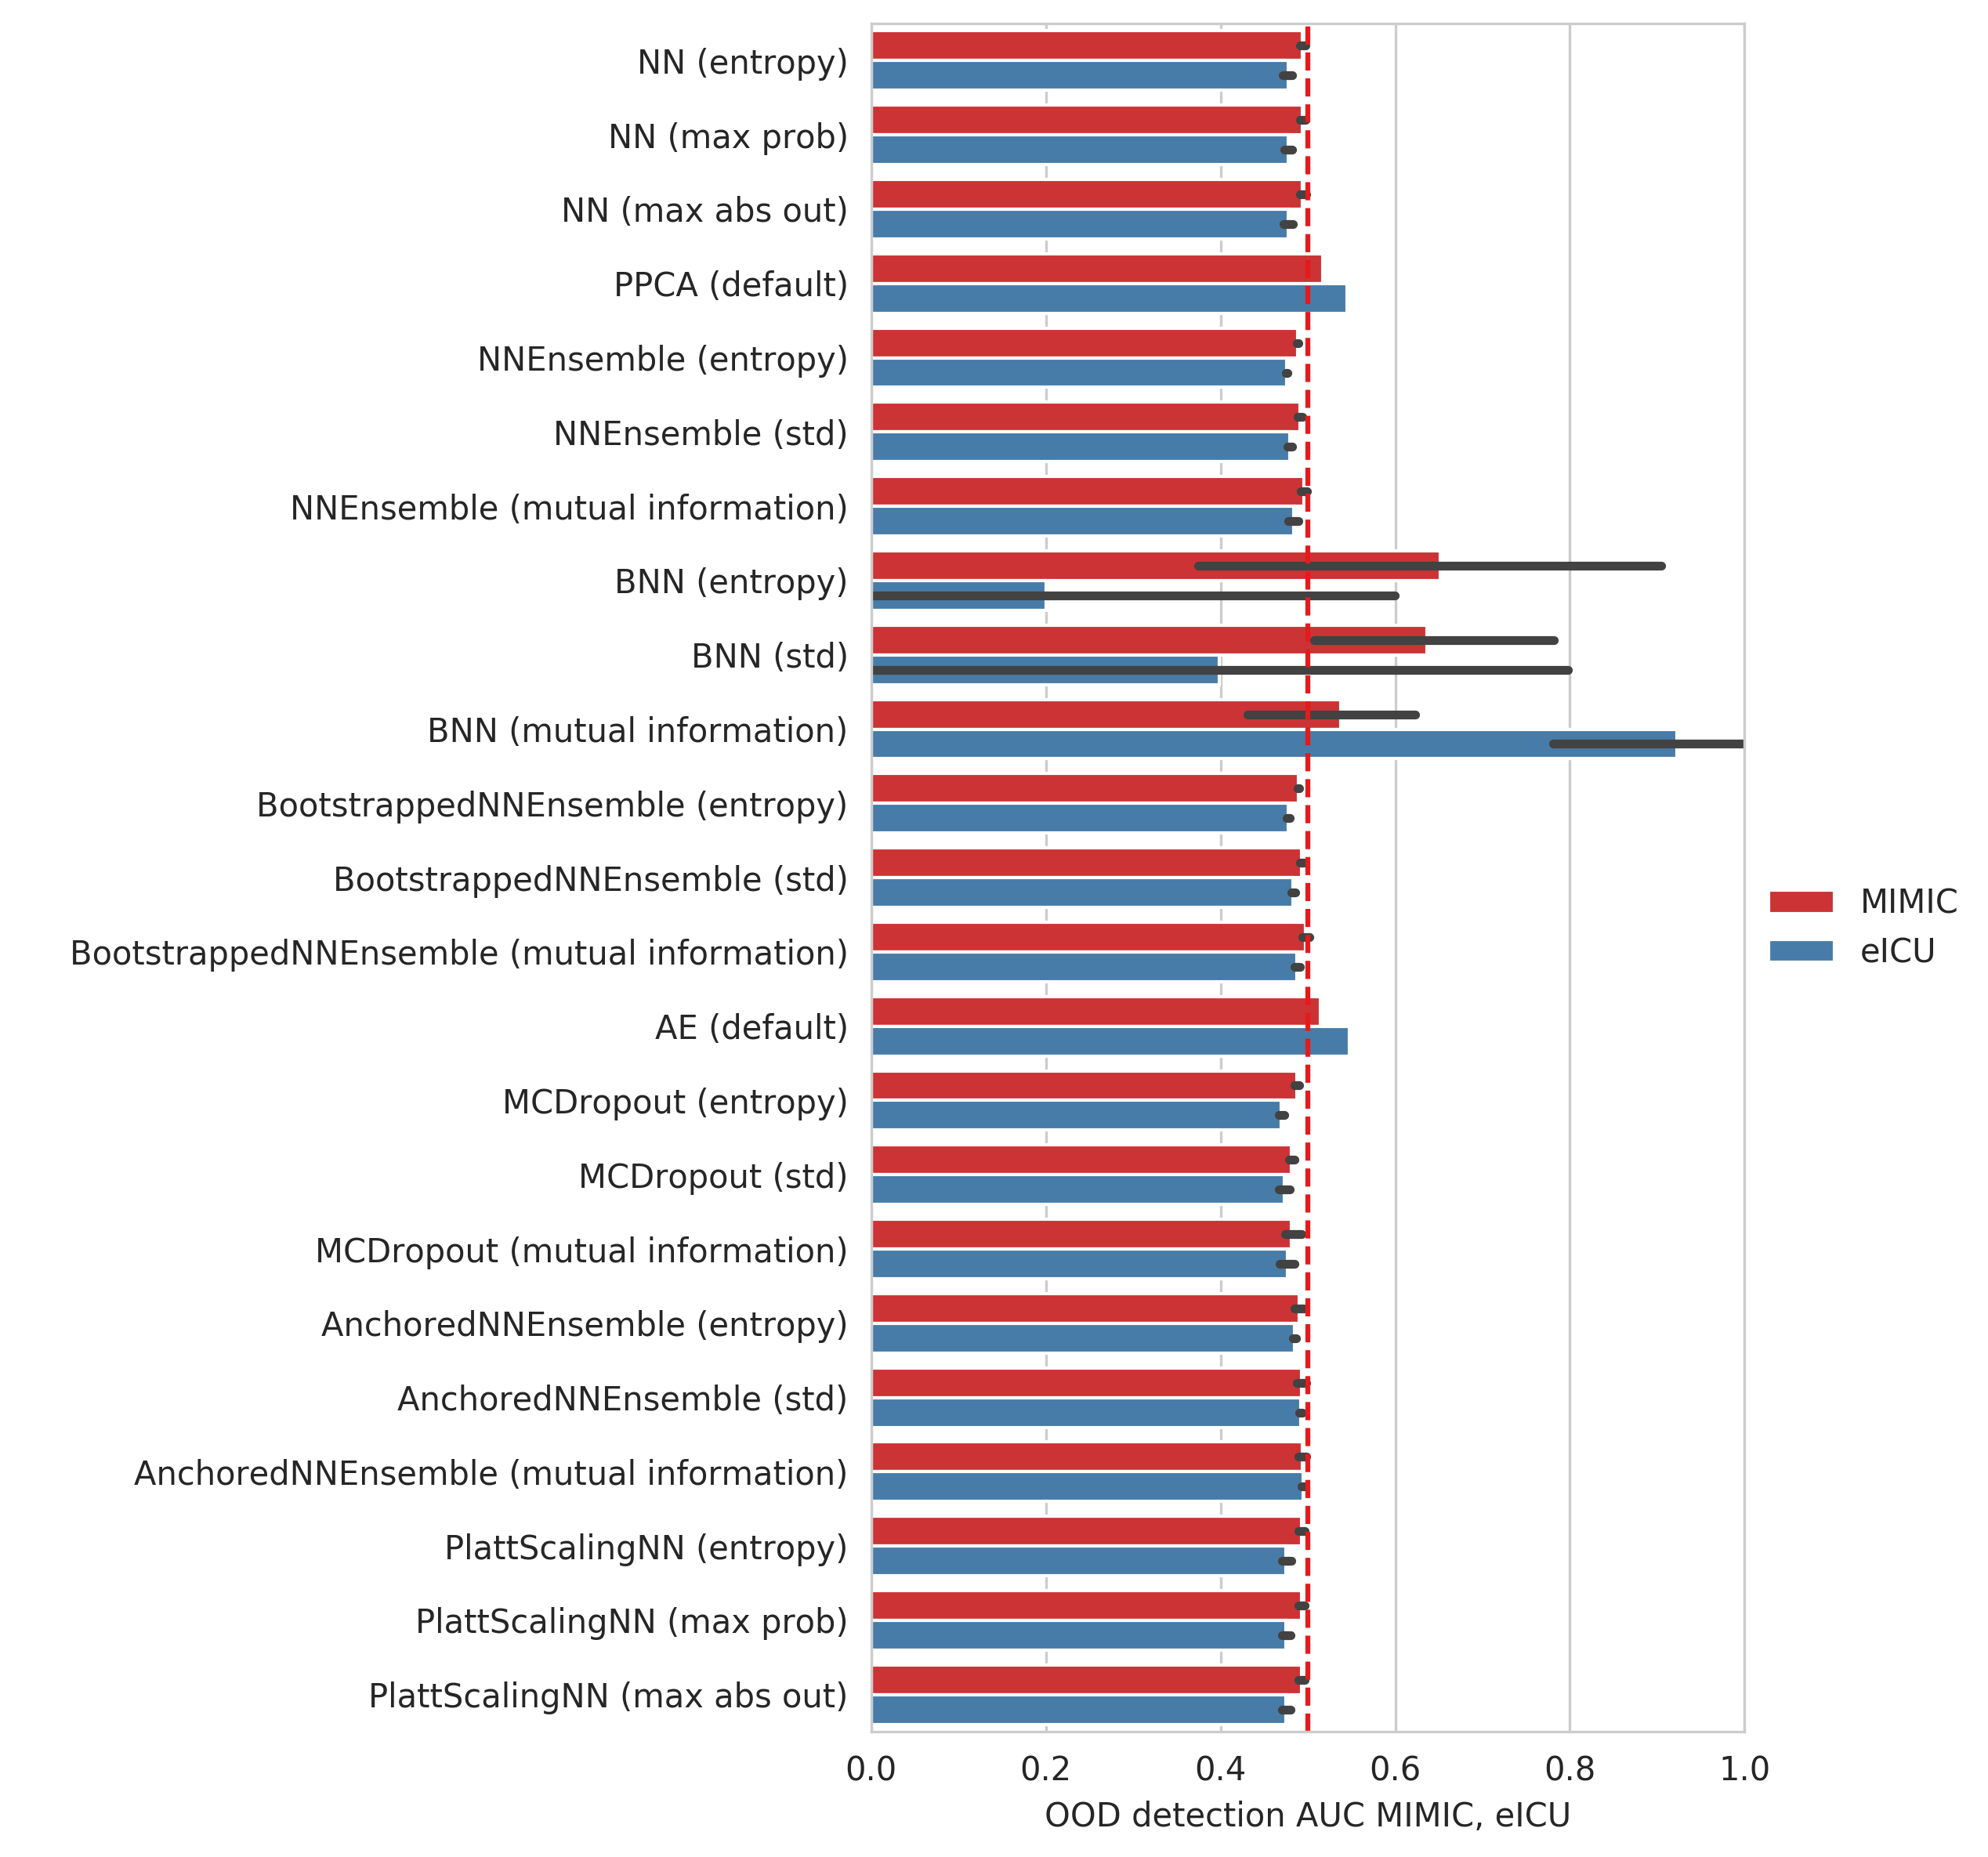 NN (entropy)
NN (max prob)
NN (max abs out)
PPCA (default)
NNEnsemble (entropy)
NNEnsemble (std)
NNEnsemble (mutual information)
BNN (entropy)
BNN (std)
BNN (mutual information)
BootstrappedNNEnsemble (entropy)
BootstrappedNNEnsemble (std)
BootstrappedNNEnsemble (mutual information)
AE (default)
MCDropout (entropy)
MCDropout (std)
MCDropout (mutual information)
AnchoredNNEnsemble (entropy)
AnchoredNNEnsemble (std)
AnchoredNNEnsemble (mutual information)
PlattScalingNN (entropy)
PlattScalingNN (max prob)
PlattScalingNN (max abs out)
0.0 0.2 0.4 0.6 0.8 1.0
OOD detection AUC MIMIC, eICU
MIMIC
eICU